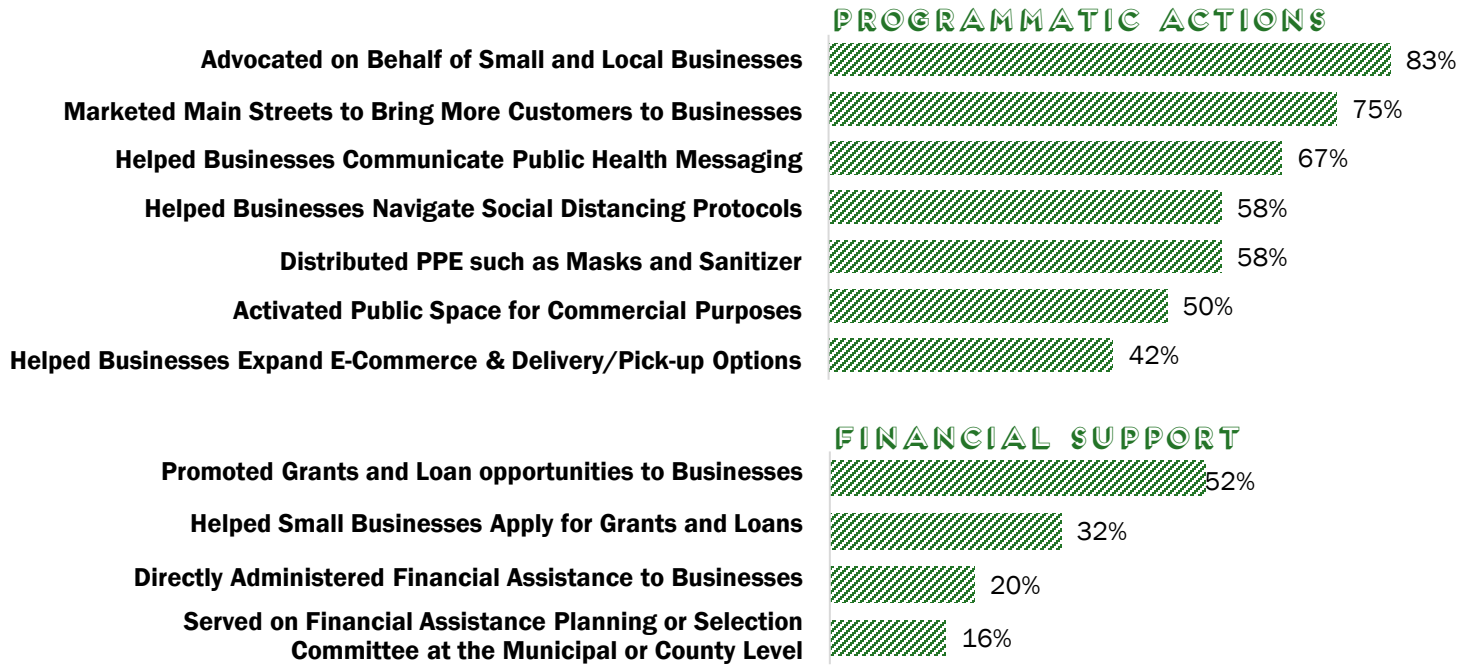 PROGRAMMATIC ACTIONS
Advocated on Behalf of Small and Local Businesses 83%
Marketed Main Streets to Bring More Customers to Businesses 75%
Helped Businesses Communicate Public Health Messaging 67%
Helped Businesses Navigate Social Distancing Protocols 58%
Distributed PPE such as Masks and Sanitizer 58%
Activated Public Space for Commercial Purposes 50%
Helped Businesses Expand E-Commerce & Delivery/Pick-up Options 42%
FINANCIAL SUPPORT
Promoted Grants and Loan opportunities to Businesses 52%
Helped Small Businesses Apply for Grants and Loans 32%
Directly Administered Financial Assistance to Businesses 20%
Served on Financial Assistance Planning or Selection
Committee at the Municipal or County Level 16%